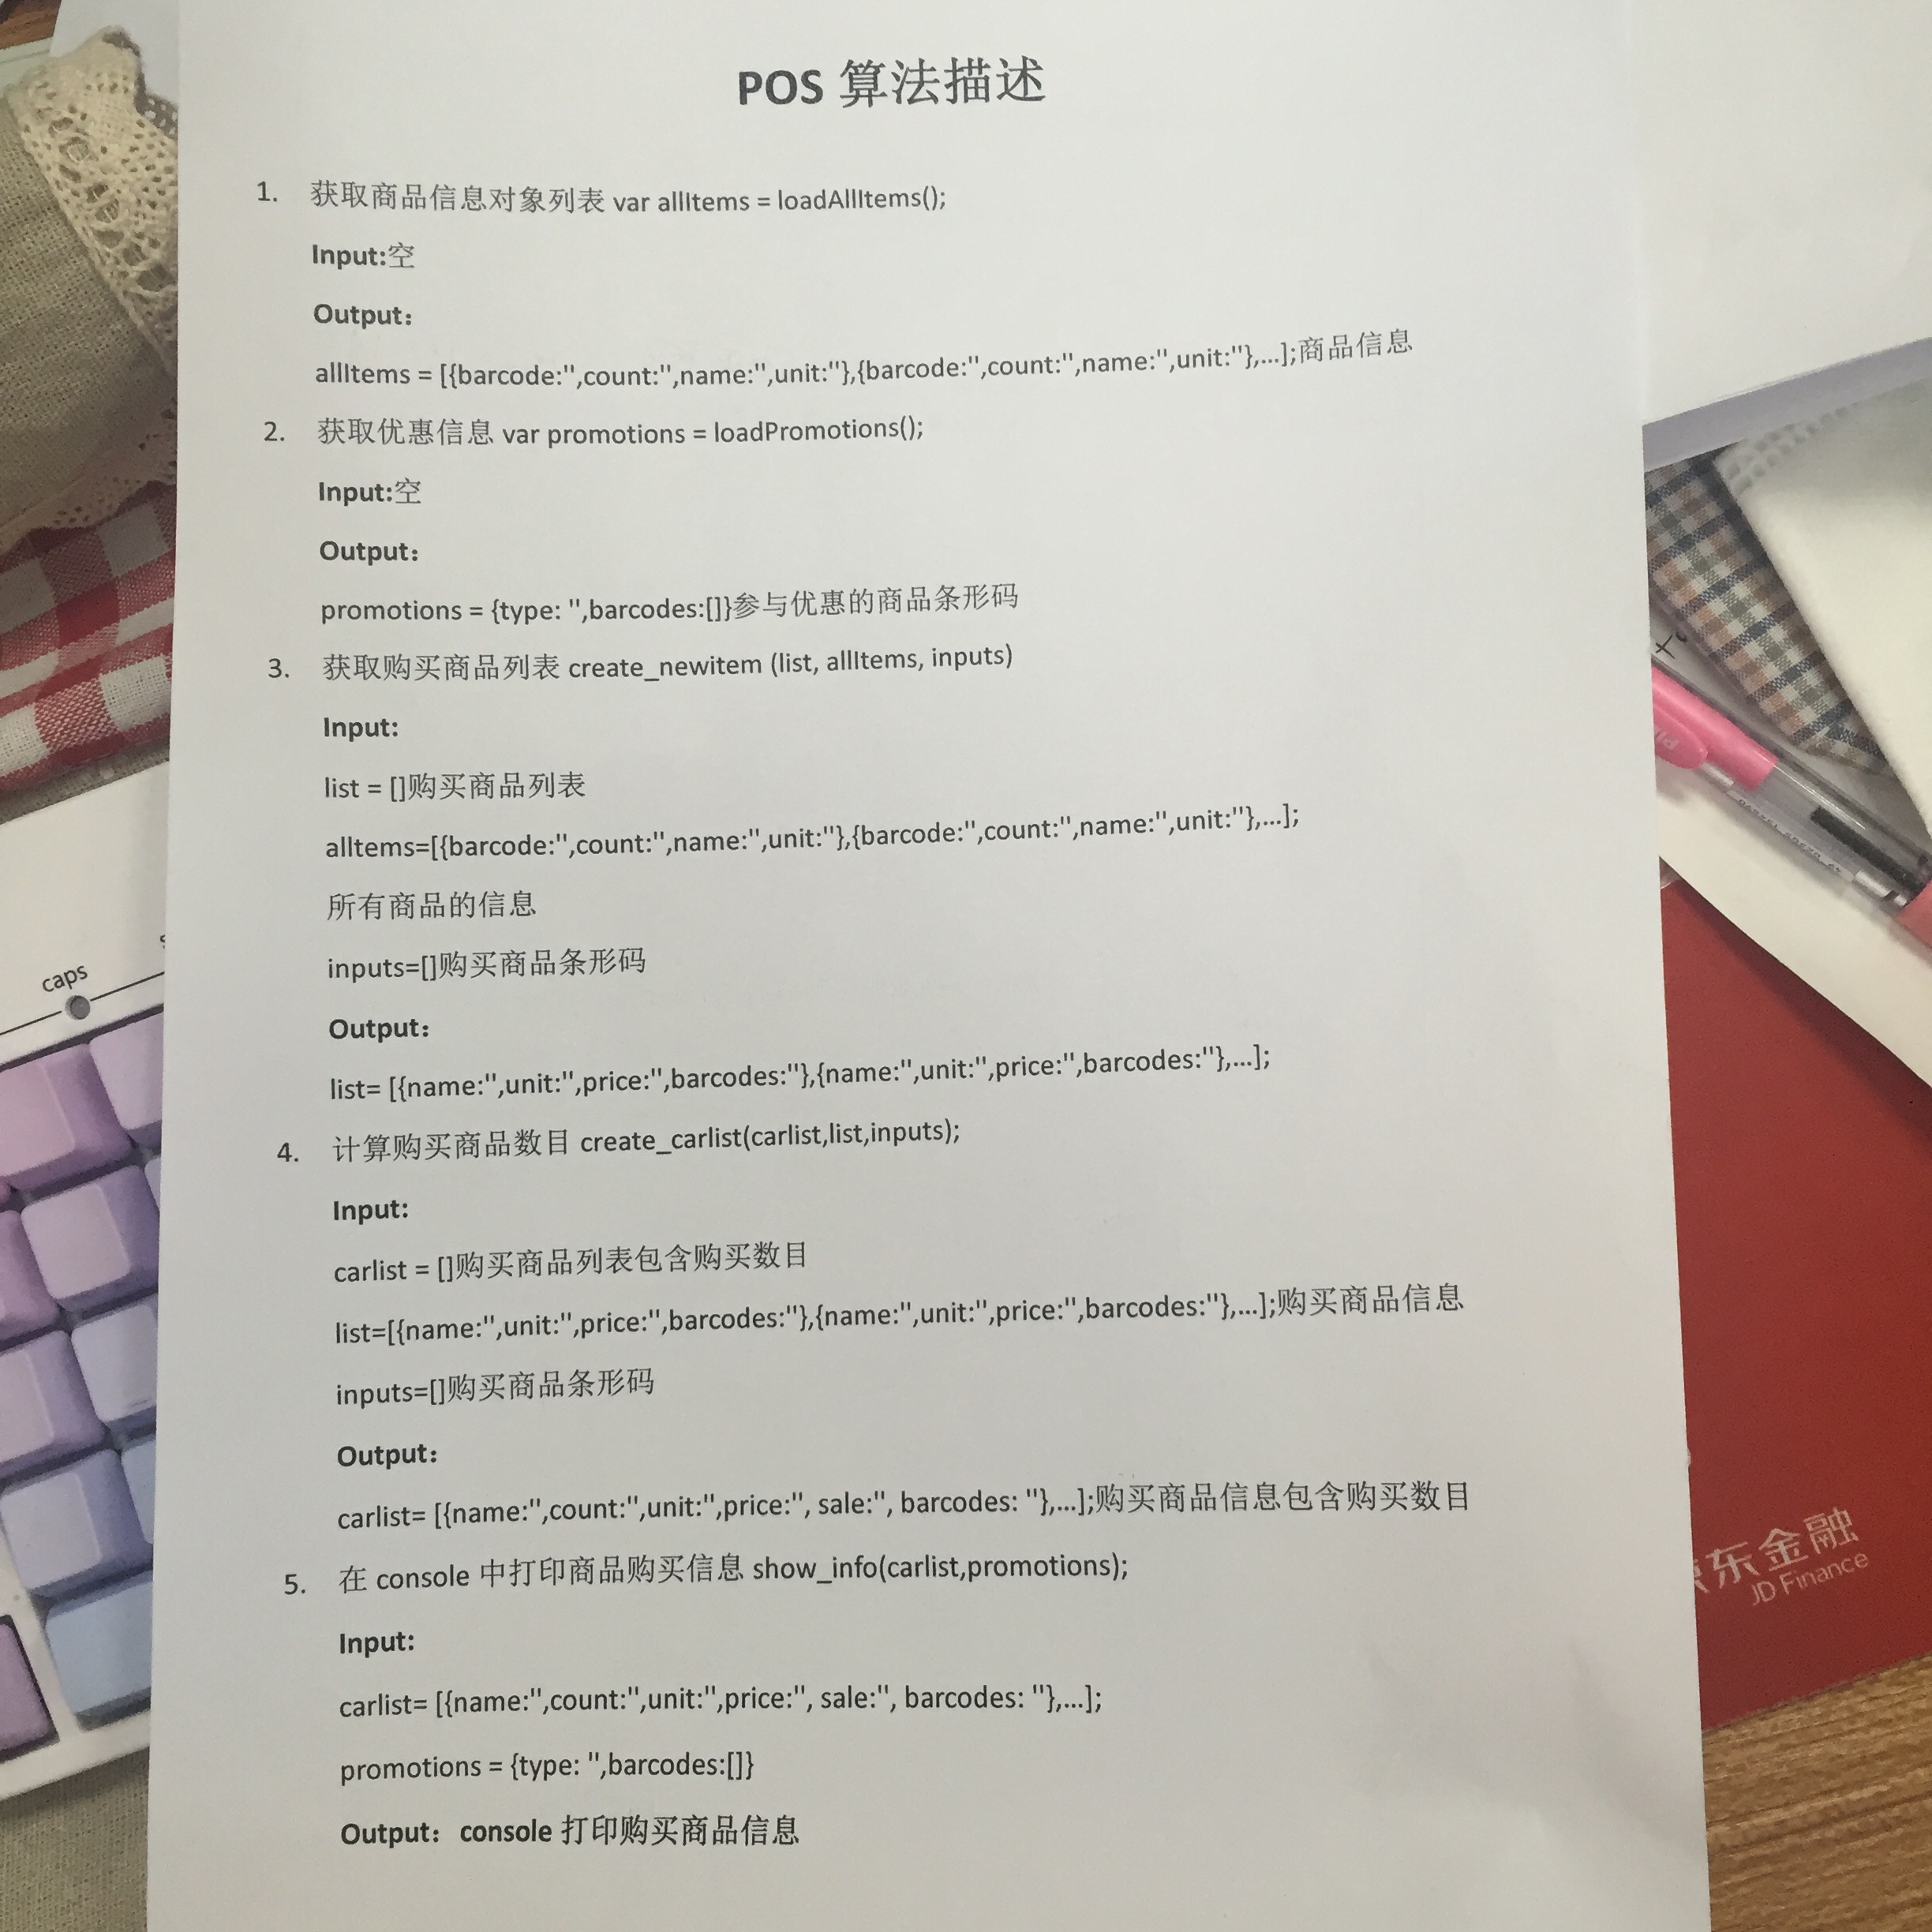 POS 算法描述
1. 获取商品信息对象列表 var allItems = loadAllItems();
Input:空
Output：
allItems = [{barcode:'',count:'',name:'',unit:''},{barcode:'',count:'',name:'',unit:''},...];商品信息
2. 获取优惠信息 var promotions = loadPromotions();
Input:空
Output：
promotions = {type: '',barcodes:[]}参与优惠的商品条形码
3. 获取购买商品列表 create_newitem (list, allItems, inputs)
Input:
list = []购买商品列表
alltems=[{barcode:'',count:'',name:'',unit:''},{barcode:'',count:'',name:'',unit:''},...];
所有商品的信息
inputs=[]购买商品条形码
Output：
list= [{name:'',unit:'',price:'',barcodes:''},{name:'',unit:'',price:'',barcodes:''},...];
4. 计算购买商品数目 create_carlist(carlist,list,inputs);
Input:
carlist = []购买商品列表包含购买数目
list=[{name:'',unit:'',price:'',barcodes:''},{name:'',unit:'',price:'',barcodes:''},...];购买商品信息
inputs=[]购买商品条形码
Output：
carlist= [{name:'',count:'',unit:'',price:'', sale:'', barcodes: ''},...];购买商品信息包含购买数目
5. 在 console 中打印商品购买信息 show_info(carlist,promotions);
Input:
carlist= [{name:'',count:'',unit:'',price:'', sale:'', barcodes: ''},...];
promotions = {type: '',barcodes:[]}
Output：console 打印购买商品信息
caps
东金融
JD Finance